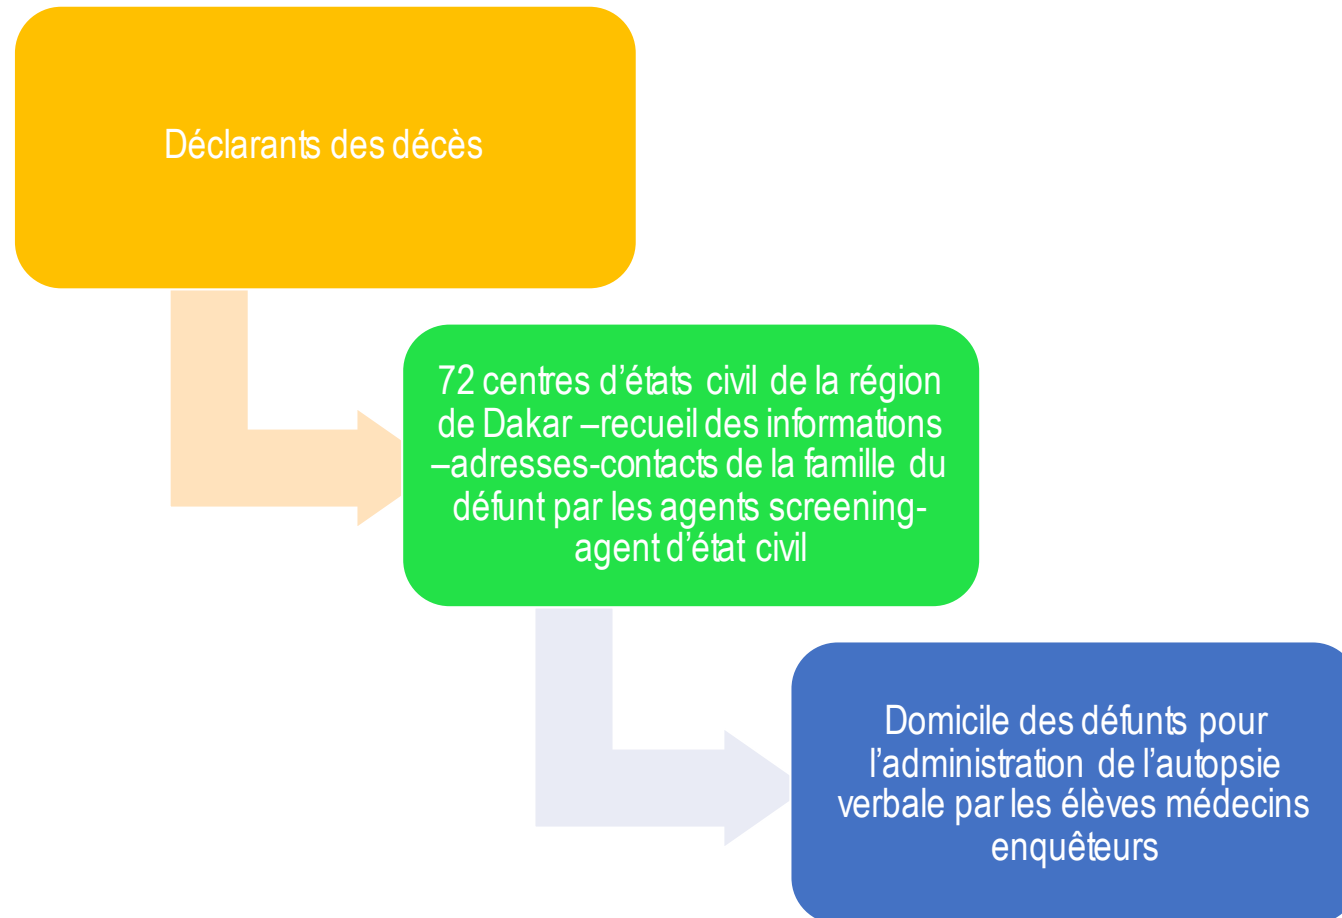 Déclarants des décès
72 centres d’états civil de la région
de Dakar –recueil des informations
–adresses-contacts de la famille du
défunt par les agents screening-
agent d’état civil
Domicile des défunts pour
l’administration de l’autopsie
verbale par les élèves médecins
enquêteurs